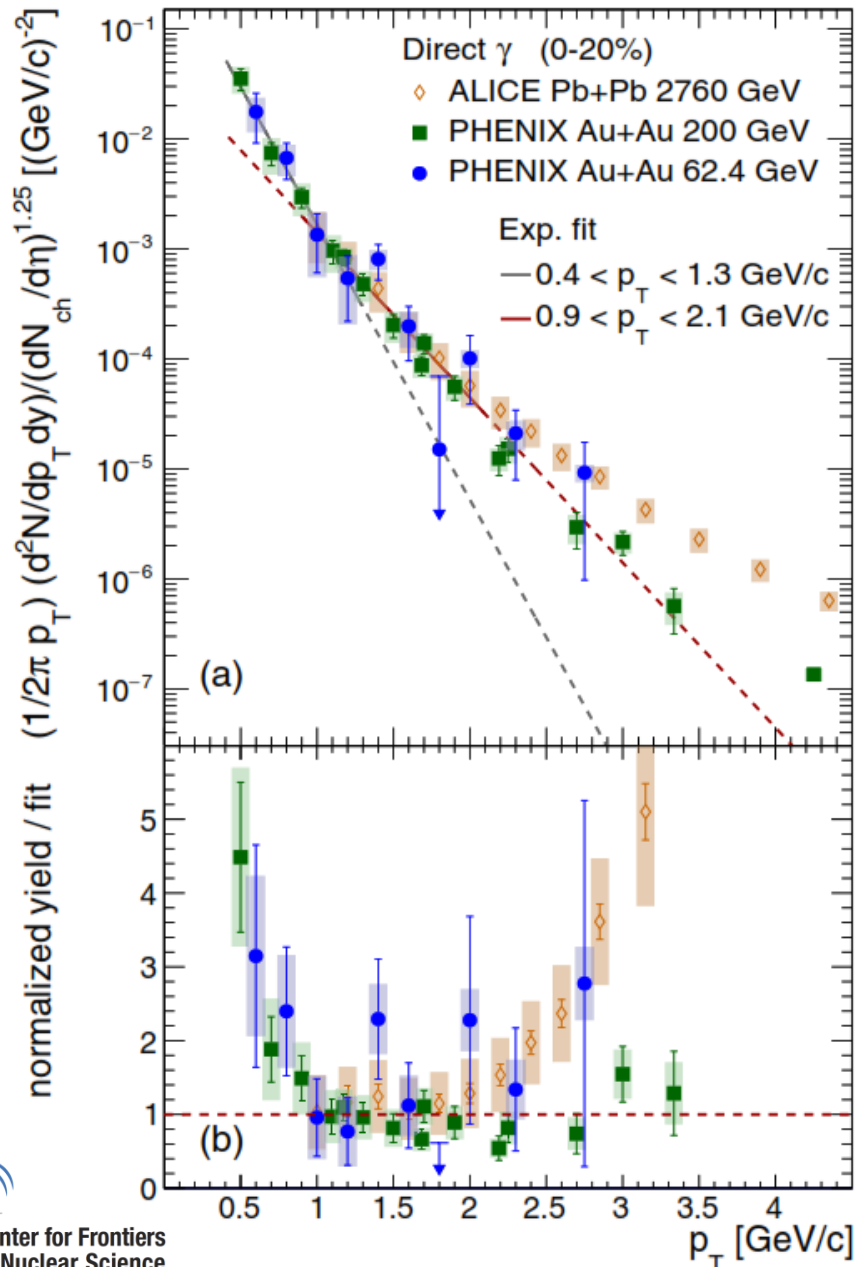 Direct γ (0-20%)
ALICE Pb+Pb 2760 GeV
PHENIX Au+Au 200 GeV
PHENIX Au+Au 62.4 GeV
Exp. fit
0.4 < p_T < 1.3 GeV/c
0.9 < p_T < 2.1 GeV/c
(1/2π p_T) (d²N/dp_T dy)/(dN_ch/dη)^1.25 [(GeV/c)⁻²]
10⁻¹
10⁻²
10⁻³
10⁻⁴
10⁻⁵
10⁻⁶
10⁻⁷
(a)
normalized yield / fit
5
4
3
2
1
0
(b)
0.5 1 1.5 2 2.5 3 3.5 4
p_T [GeV/c]
nter for Frontiers
Nuclear Science